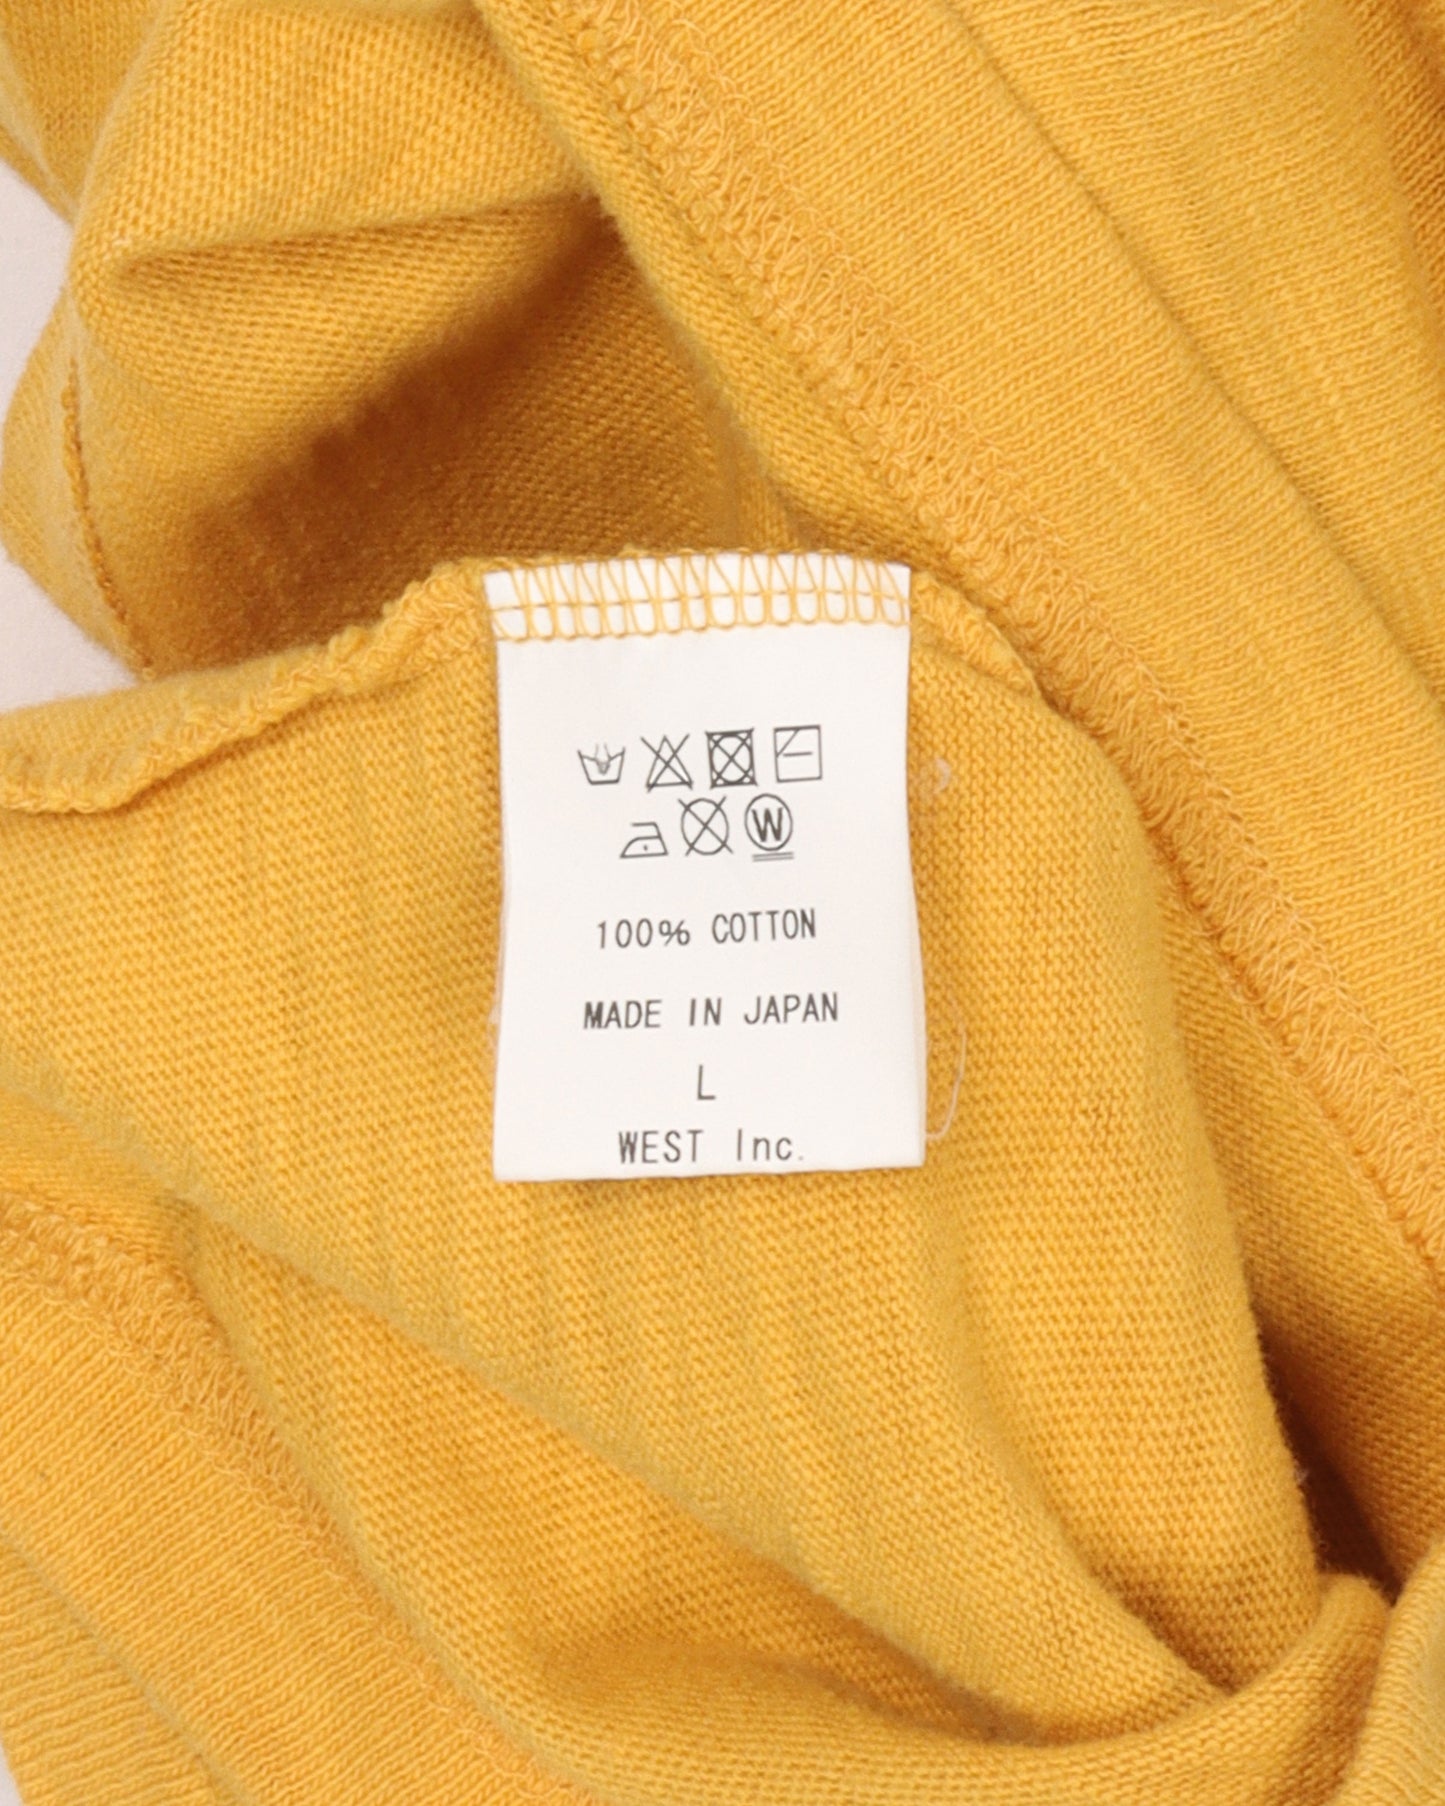 W
100% COTTON
MADE IN JAPAN
L
WEST Inc.